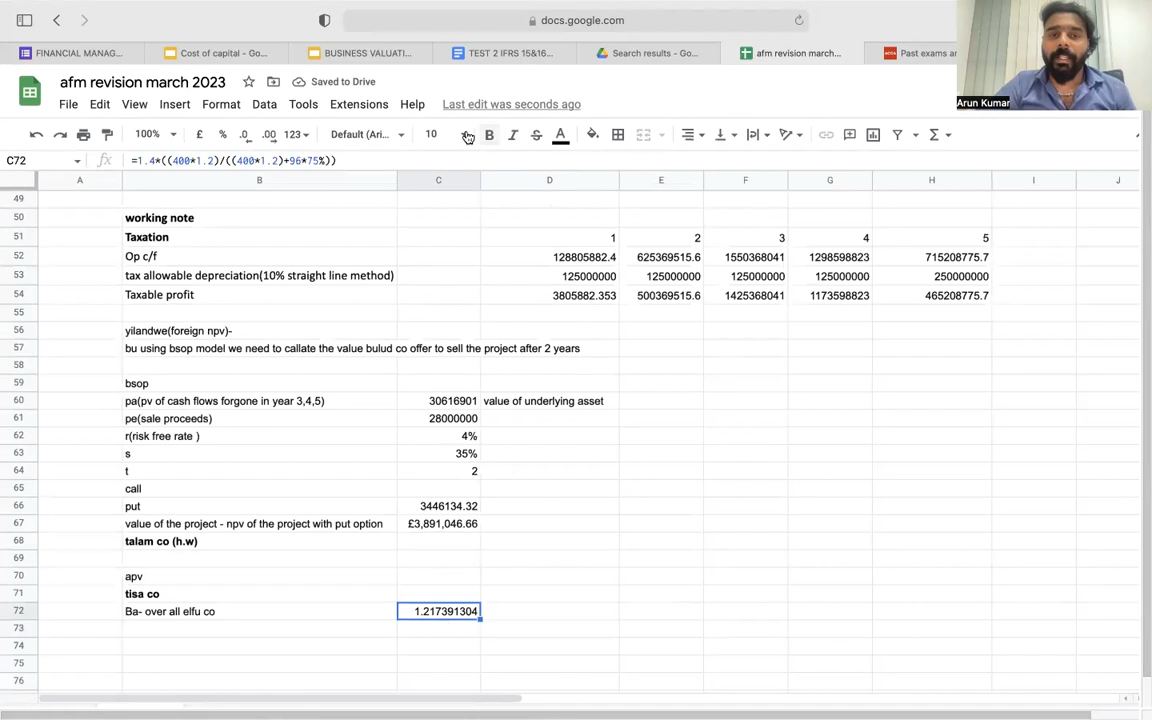 docs.google.com
FINANCIAL MANAG...
Cost of capital - Go...
BUSINESS VALUATI...
TEST 2 IFRS 15&16...
Search results - Goo...
afm revision march...
ACCA
Past exams an
afm revision march 2023
Saved to Drive
File Edit View Insert Format Data Tools Extensions Help Last edit was seconds ago
Arun Kumar
100% £ % .0 .00 123 Default (Ari... 10 B I S A Σ
C72 fx =1.4*((400*1.2)/((400*1.2)+96*75%))
A B C D E F G H I J
49
50 working note
51 Taxation 1 2 3 4 5
52 Op c/f 128805882.4 625369515.6 1550368041 1298598823 715208775.7
53 tax allowable depreciation(10% straight line method) 125000000 125000000 125000000 125000000 250000000
54 Taxable profit 3805882.353 500369515.6 1425368041 1173598823 465208775.7
55
56 yilandwe(foreign npv)-
57 bu using bsop model we need to callate the value bulud co offer to sell the project after 2 years
58
59 bsop
60 pa(pv of cash flows forgone in year 3,4,5) 30616901 value of underlying asset
61 pe(sale proceeds) 28000000
62 r(risk free rate ) 4%
63 s 35%
64 t 2
65 call
66 put 3446134.32
67 value of the project - npv of the project with put option £3,891,046.66
68 talam co (h.w)
69
70 apv
71 tisa co
72 Ba- over all elfu co 1.217391304
73
74
75
76